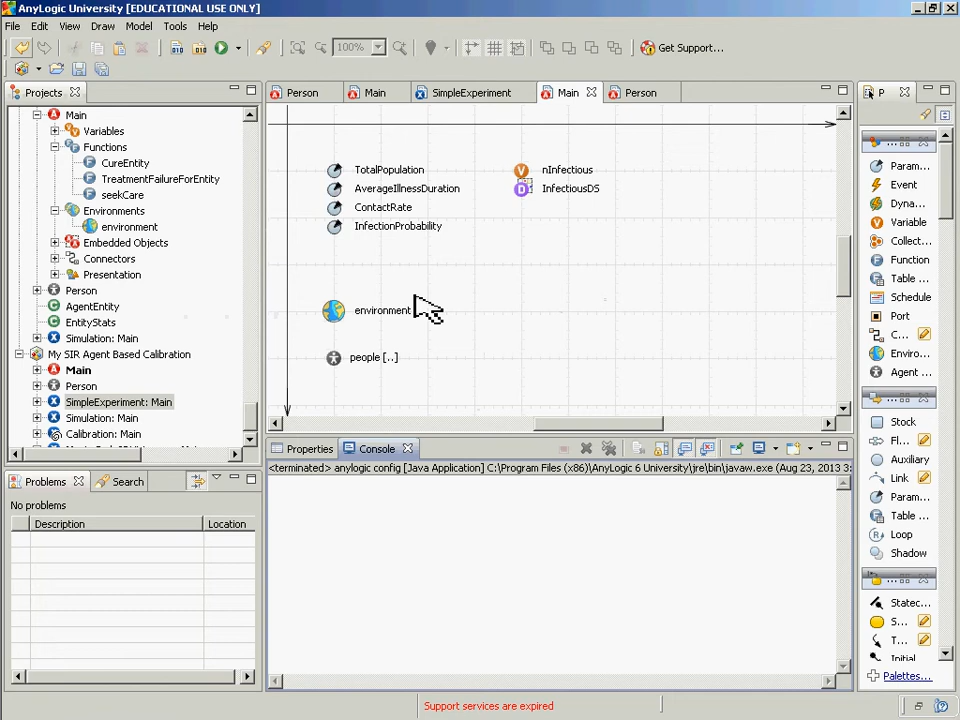 AnyLogic University [EDUCATIONAL USE ONLY]
File Edit View Draw Model Tools Help
100% Get Support...
Projects
Person Main SimpleExperiment Main Person
P
Main
Variables
Functions
CureEntity
TreatmentFailureForEntity
seekCare
Environments
environment
Embedded Objects
Connectors
Presentation
Person
AgentEntity
EntityStats
Simulation: Main
My SIR Agent Based Calibration
Main
Person
SimpleExperiment: Main
Simulation: Main
Calibration: Main
TotalPopulation
AverageIllnessDuration
ContactRate
InfectionProbability
V nInfectious
D InfectiousDS
environment
people [..]
Param...
Event
Dyna...
Variable
Collect...
Function
Table ...
Schedule
Port
C...
Enviro...
Agent ...
Stock
Fl...
Auxiliary
Link
Param...
Table ...
Loop
Shadow
Statec...
S...
T...
Initial
Palettes...
Problems Search
No problems
Description Location
Properties Console
<terminated> anylogic config [Java Application] C:\Program Files (x86)\AnyLogic 6 University\jre\bin\javaw.exe (Aug 23, 2013 3:
Support services are expired